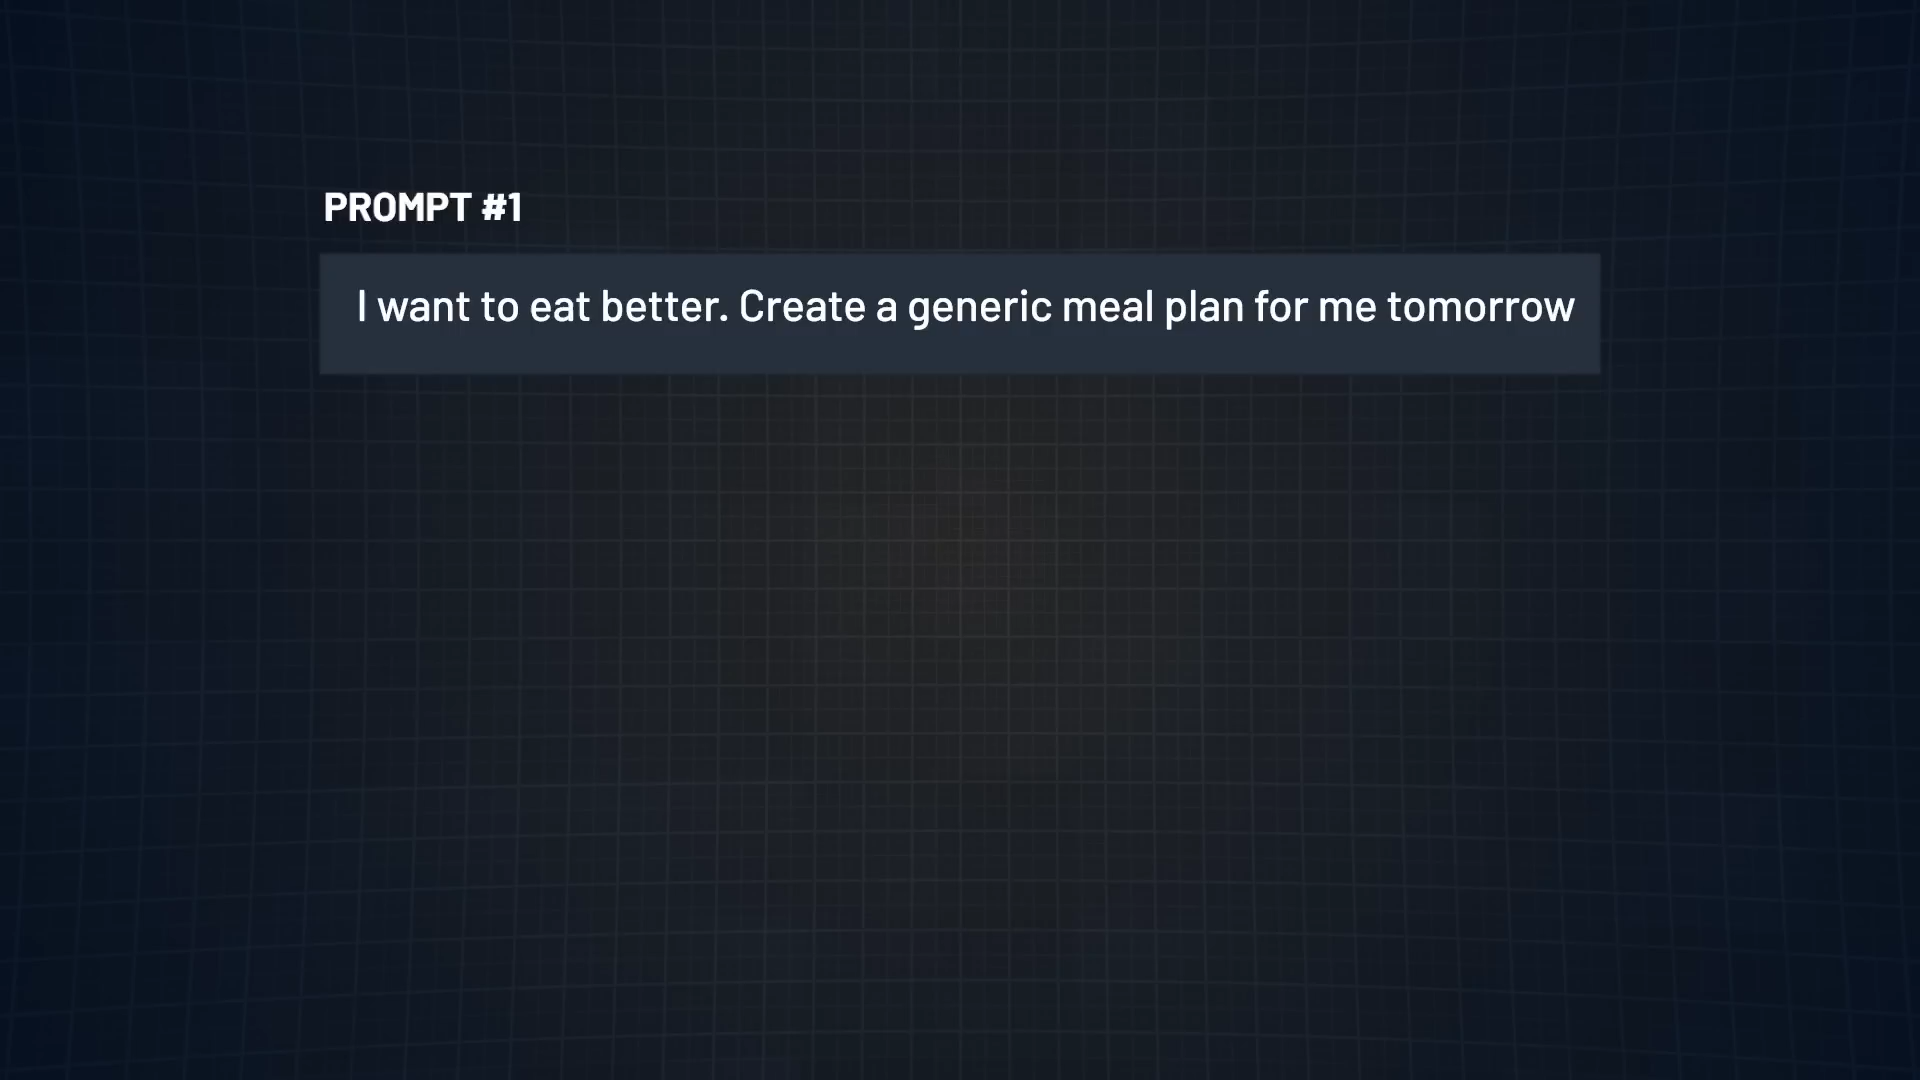 PROMPT #1
I want to eat better. Create a generic meal plan for me tomorrow